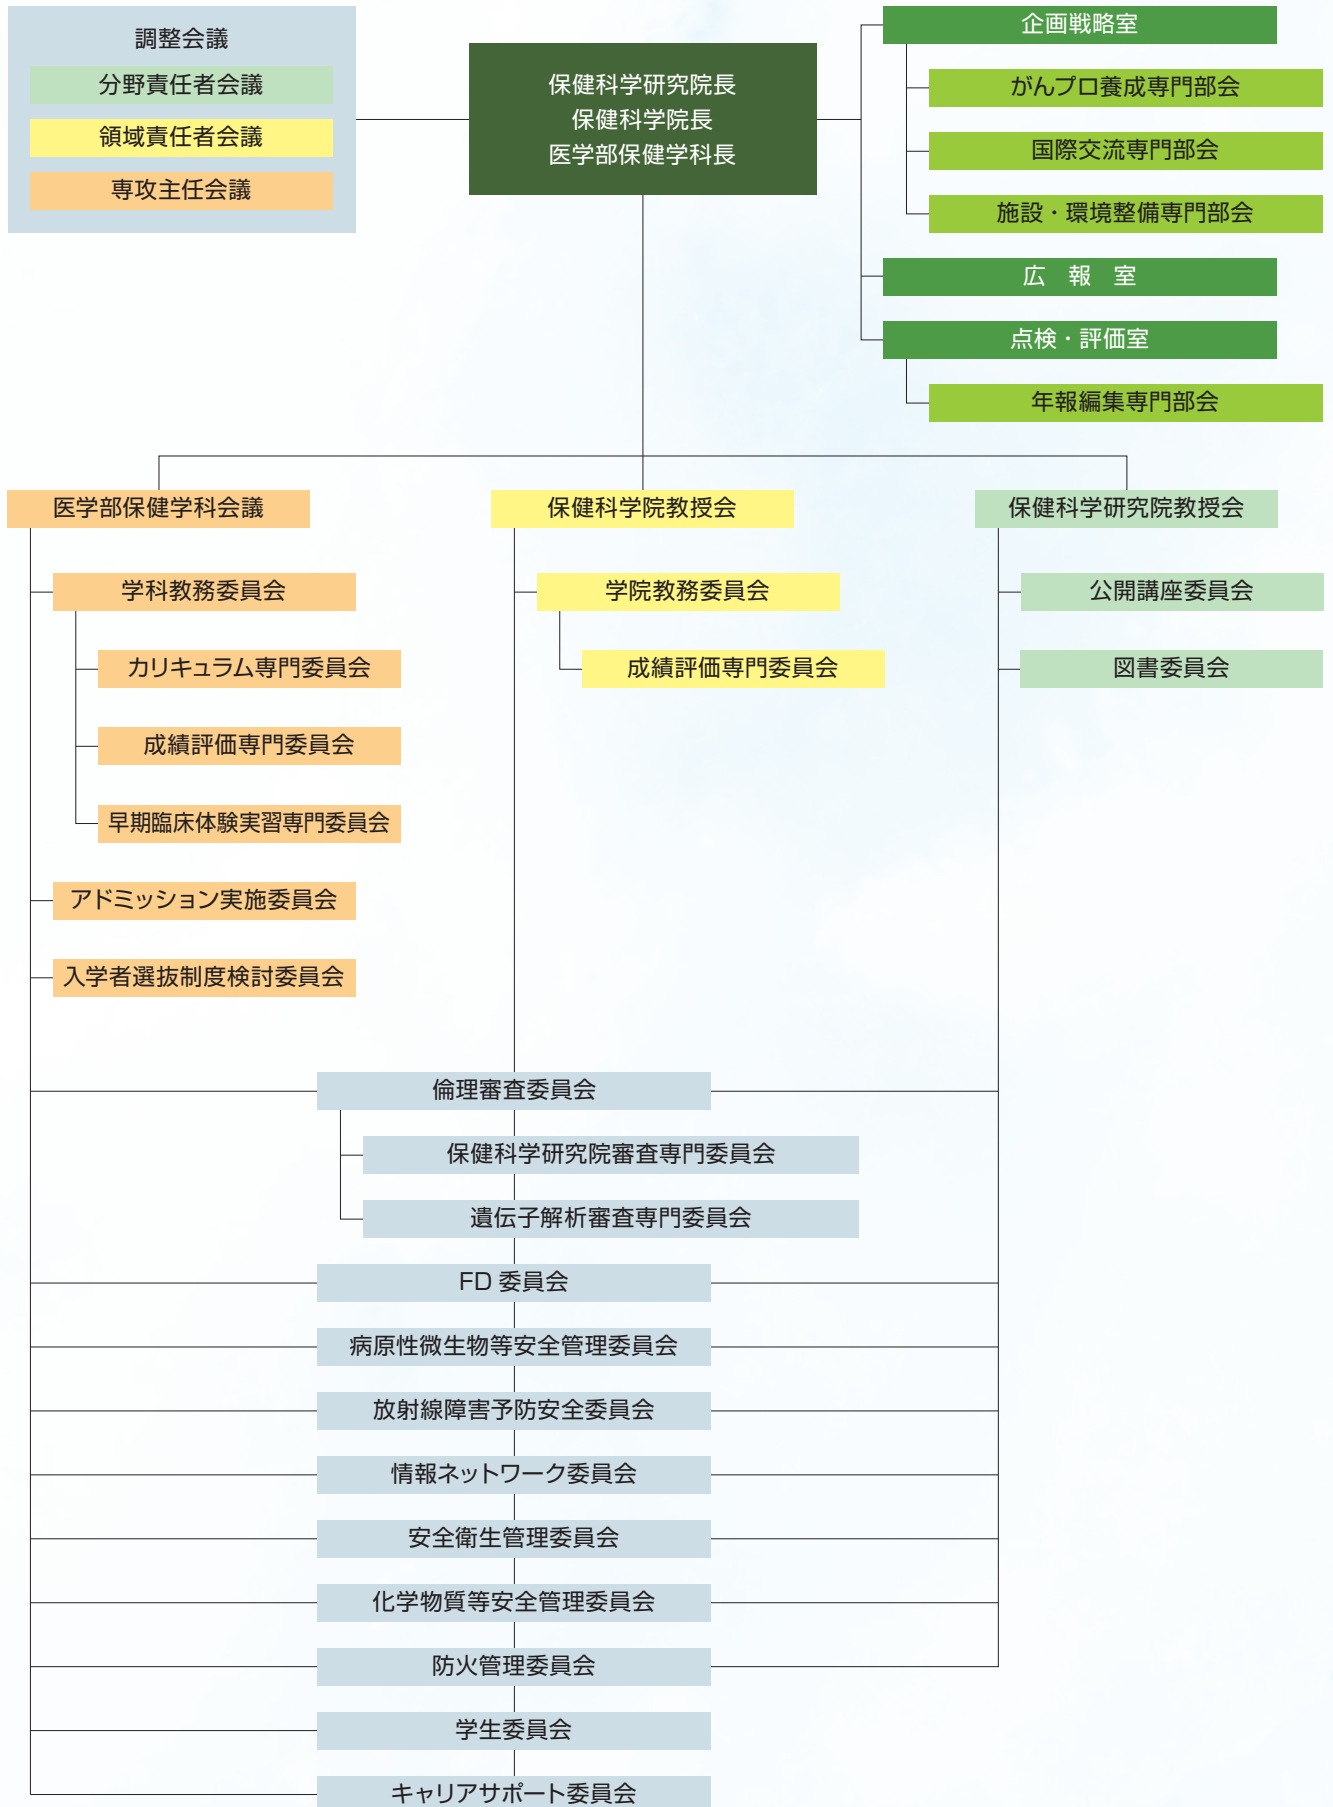 調整会議
分野責任者会議
領域責任者会議
専攻主任会議
保健科学研究院長
保健科学院長
医学部保健学科長
企画戦略室
がんプロ養成専門部会
国際交流専門部会
施設・環境整備専門部会
広 報 室
点検・評価室
年報編集専門部会
医学部保健学科会議
学科教務委員会
カリキュラム専門委員会
成績評価専門委員会
早期臨床体験実習専門委員会
アドミッション実施委員会
入学者選抜制度検討委員会
保健科学院教授会
学院教務委員会
成績評価専門委員会
保健科学研究院教授会
公開講座委員会
図書委員会
倫理審査委員会
保健科学研究院審査専門委員会
遺伝子解析審査専門委員会
FD 委員会
病原性微生物等安全管理委員会
放射線障害予防安全委員会
情報ネットワーク委員会
安全衛生管理委員会
化学物質等安全管理委員会
防火管理委員会
学生委員会
キャリアサポート委員会